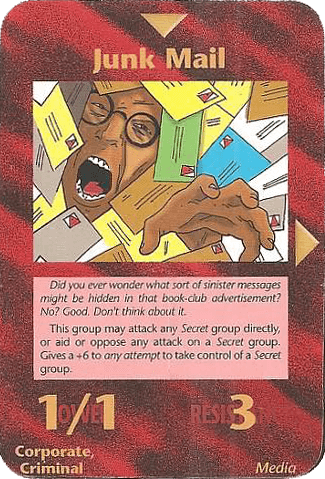 Junk Mail
Did you ever wonder what sort of sinister messages
might be hidden in that book-club advertisement?
No? Good. Don't think about it.
This group may attack any Secret group directly,
or aid or oppose any attack on a Secret group.
Gives a +6 to any attempt to take control of a Secret
group.
POWER 1/1 RESIST 3
Corporate,
Criminal
Media